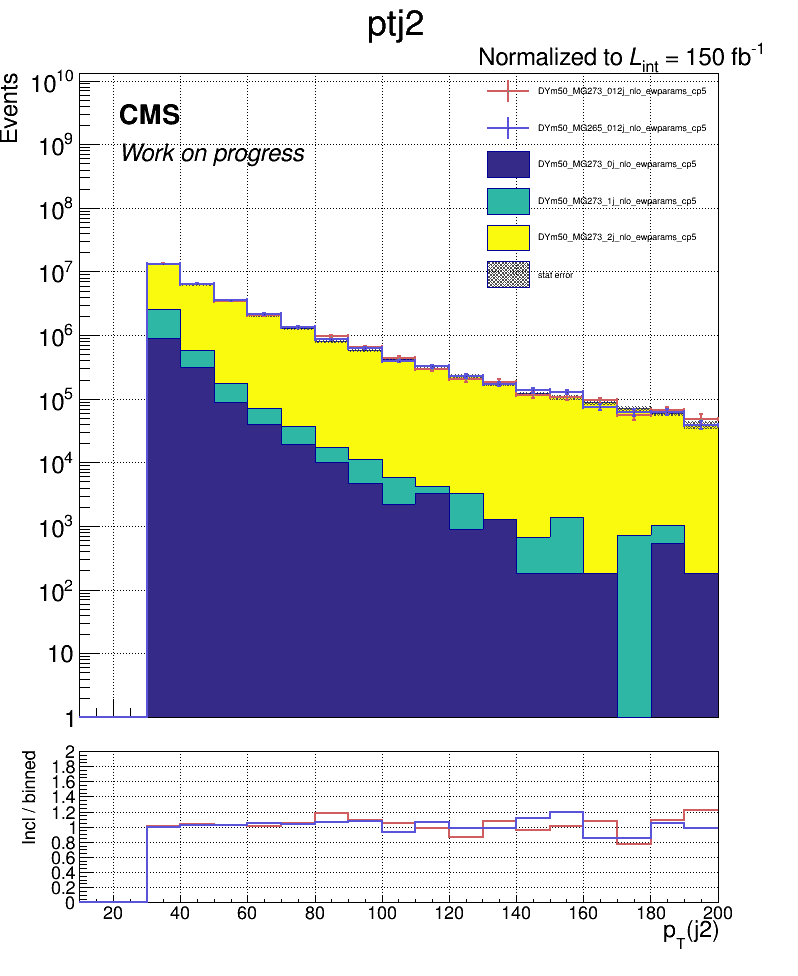 ptj2
Normalized to L_int = 150 fb^-1
Events
CMS
Work on progress
DYm50_MG273_012j_nlo_ewparams_cp5
DYm50_MG265_012j_nlo_ewparams_cp5
DYm50_MG273_0j_nlo_ewparams_cp5
DYm50_MG273_1j_nlo_ewparams_cp5
DYm50_MG273_2j_nlo_ewparams_cp5
stat error
10^10
10^9
10^8
10^7
10^6
10^5
10^4
10^3
10^2
10
1
Incl / binned
2
1.8
1.6
1.4
1.2
1
0.8
0.6
0.4
0.2
0
20 40 60 80 100 120 140 160 180 200
p_T(j2)